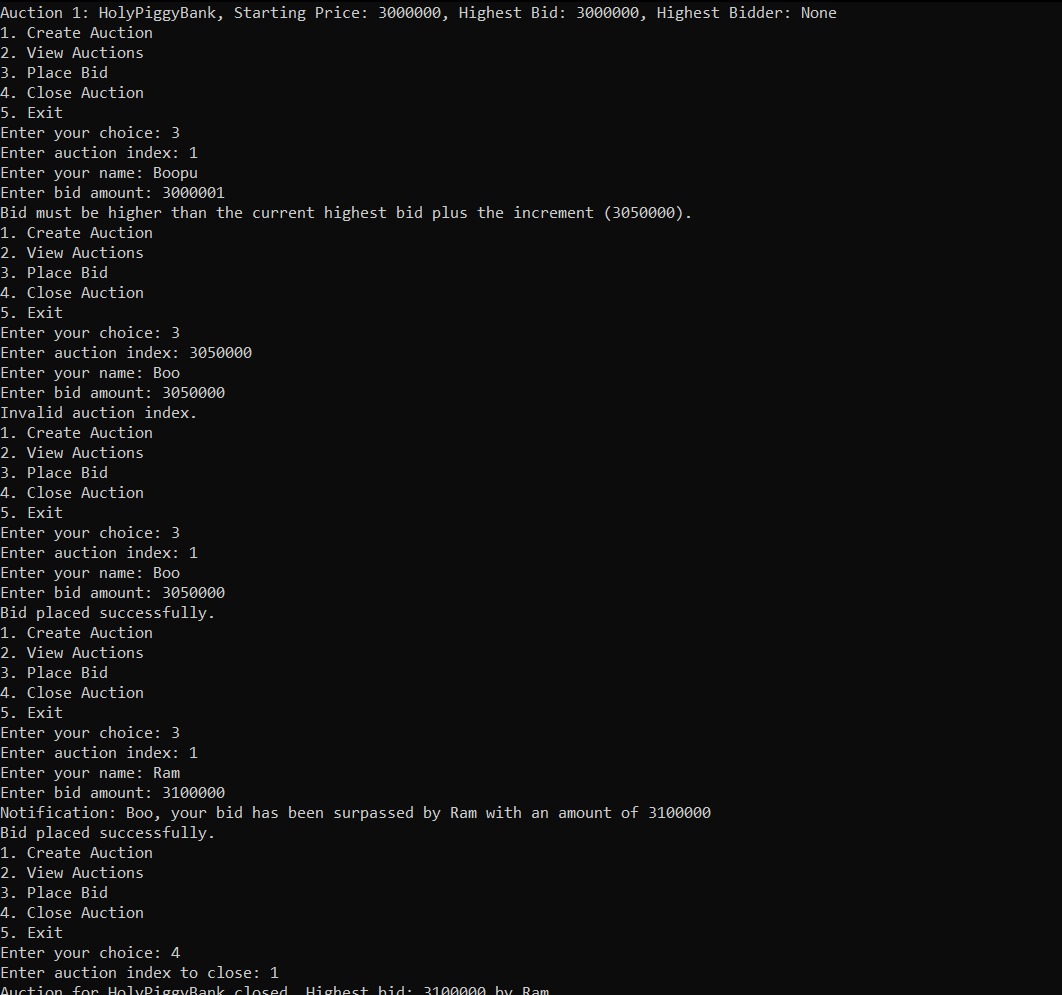 Auction 1: HolyPiggyBank, Starting Price: 3000000, Highest Bid: 3000000, Highest Bidder: None
1. Create Auction
2. View Auctions
3. Place Bid
4. Close Auction
5. Exit
Enter your choice: 3
Enter auction index: 1
Enter your name: Boopu
Enter bid amount: 3000001
Bid must be higher than the current highest bid plus the increment (3050000).
1. Create Auction
2. View Auctions
3. Place Bid
4. Close Auction
5. Exit
Enter your choice: 3
Enter auction index: 3050000
Enter your name: Boo
Enter bid amount: 3050000
Invalid auction index.
1. Create Auction
2. View Auctions
3. Place Bid
4. Close Auction
5. Exit
Enter your choice: 3
Enter auction index: 1
Enter your name: Boo
Enter bid amount: 3050000
Bid placed successfully.
1. Create Auction
2. View Auctions
3. Place Bid
4. Close Auction
5. Exit
Enter your choice: 3
Enter auction index: 1
Enter your name: Ram
Enter bid amount: 3100000
Notification: Boo, your bid has been surpassed by Ram with an amount of 3100000
Bid placed successfully.
1. Create Auction
2. View Auctions
3. Place Bid
4. Close Auction
5. Exit
Enter your choice: 4
Enter auction index to close: 1
Auction for HolyPiggyBank closed. Highest bid: 3100000 by Ram